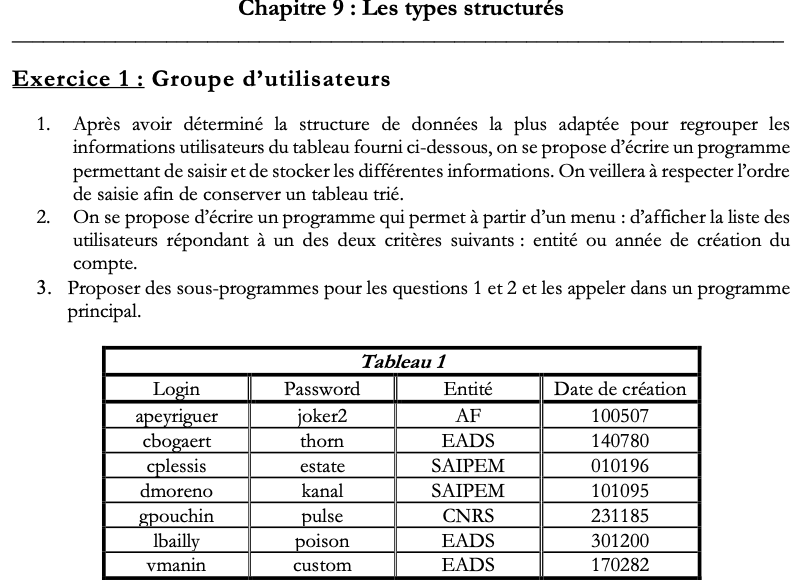 Chapitre 9 : Les types structurés
Exercice 1 : Groupe d'utilisateurs
1. Après avoir déterminé la structure de données la plus adaptée pour regrouper les
informations utilisateurs du tableau fourni ci-dessous, on se propose d'écrire un programme
permettant de saisir et de stocker les différentes informations. On veillera à respecter l'ordre
de saisie afin de conserver un tableau trié.
2. On se propose d'écrire un programme qui permet à partir d'un menu : d'afficher la liste des
utilisateurs répondant à un des deux critères suivants : entité ou année de création du
compte.
3. Proposer des sous-programmes pour les questions 1 et 2 et les appeler dans un programme
principal.
Tableau 1
Login Password Entité Date de création
apeyriguer joker2 AF 100507
cbogaert thorn EADS 140780
cplessis estate SAIPEM 010196
dmoreno kanal SAIPEM 101095
gpouchin pulse CNRS 231185
lbailly poison EADS 301200
vmanin custom EADS 170282